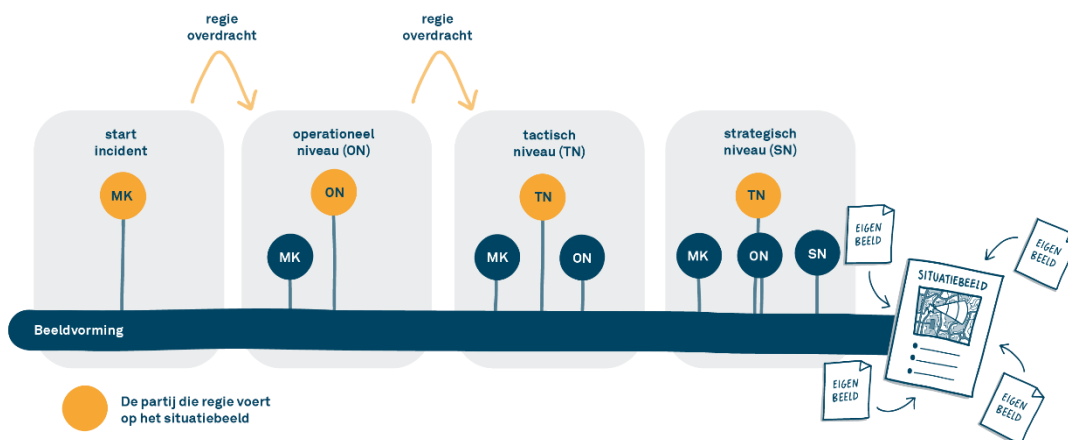 regie
overdracht
regie
overdracht
start
incident
operationeel
niveau (ON)
tactisch
niveau (TN)
strategisch
niveau (SN)
MK
ON
TN
TN
MK
MK
ON
MK
ON
SN
EIGEN
BEELD
EIGEN
BEELD
SITUATIEBEELD
Beeldvorming
EIGEN
BEELD
EIGEN
BEELD
De partij die regie voert
op het situatiebeeld